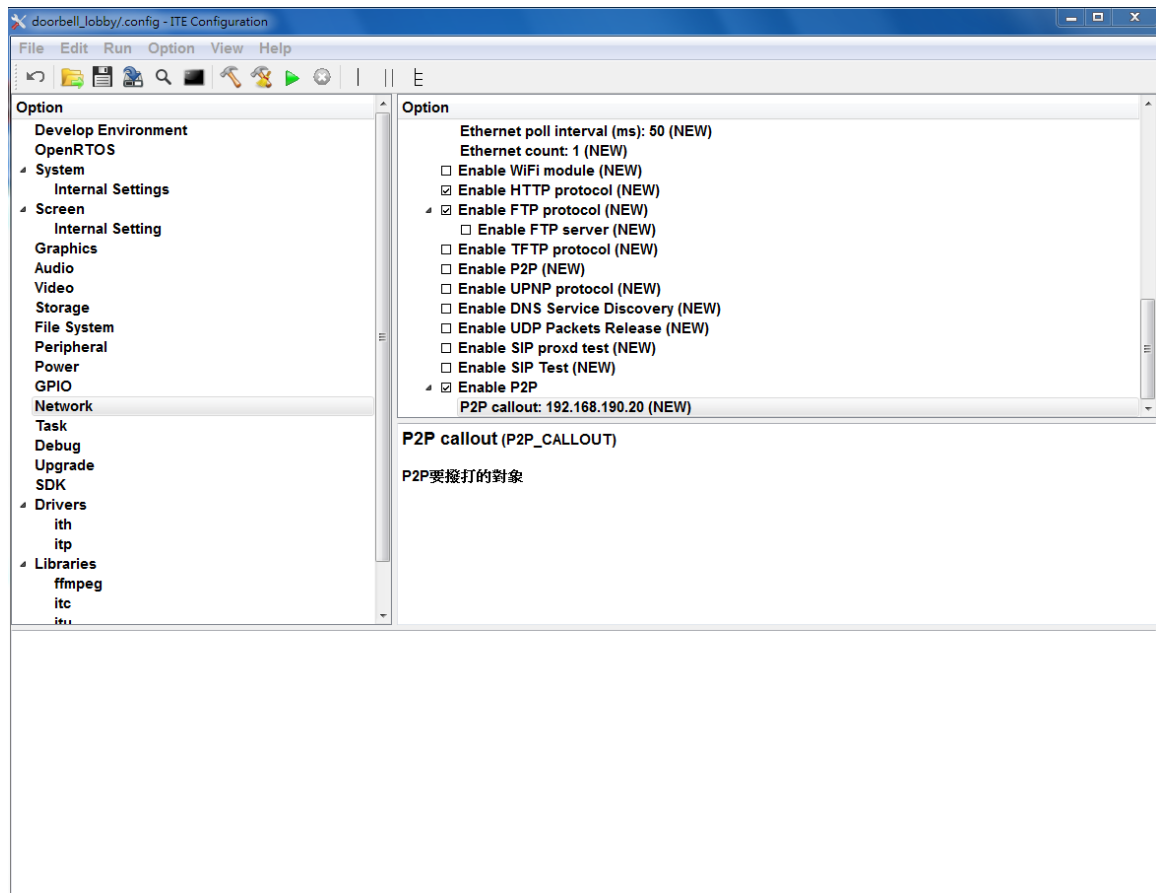 doorbell_lobby/.config - ITE Configuration
File Edit Run Option View Help
Option
Develop Environment
OpenRTOS
System
Internal Settings
Screen
Internal Setting
Graphics
Audio
Video
Storage
File System
Peripheral
Power
GPIO
Network
Task
Debug
Upgrade
SDK
Drivers
ith
itp
Libraries
ffmpeg
itc
itu
Option
Ethernet poll interval (ms): 50 (NEW)
Ethernet count: 1 (NEW)
Enable WiFi module (NEW)
Enable HTTP protocol (NEW)
Enable FTP protocol (NEW)
Enable FTP server (NEW)
Enable TFTP protocol (NEW)
Enable P2P (NEW)
Enable UPNP protocol (NEW)
Enable DNS Service Discovery (NEW)
Enable UDP Packets Release (NEW)
Enable SIP proxd test (NEW)
Enable SIP Test (NEW)
Enable P2P
P2P callout: 192.168.190.20 (NEW)
P2P callout (P2P_CALLOUT)
P2P要撥打的對象